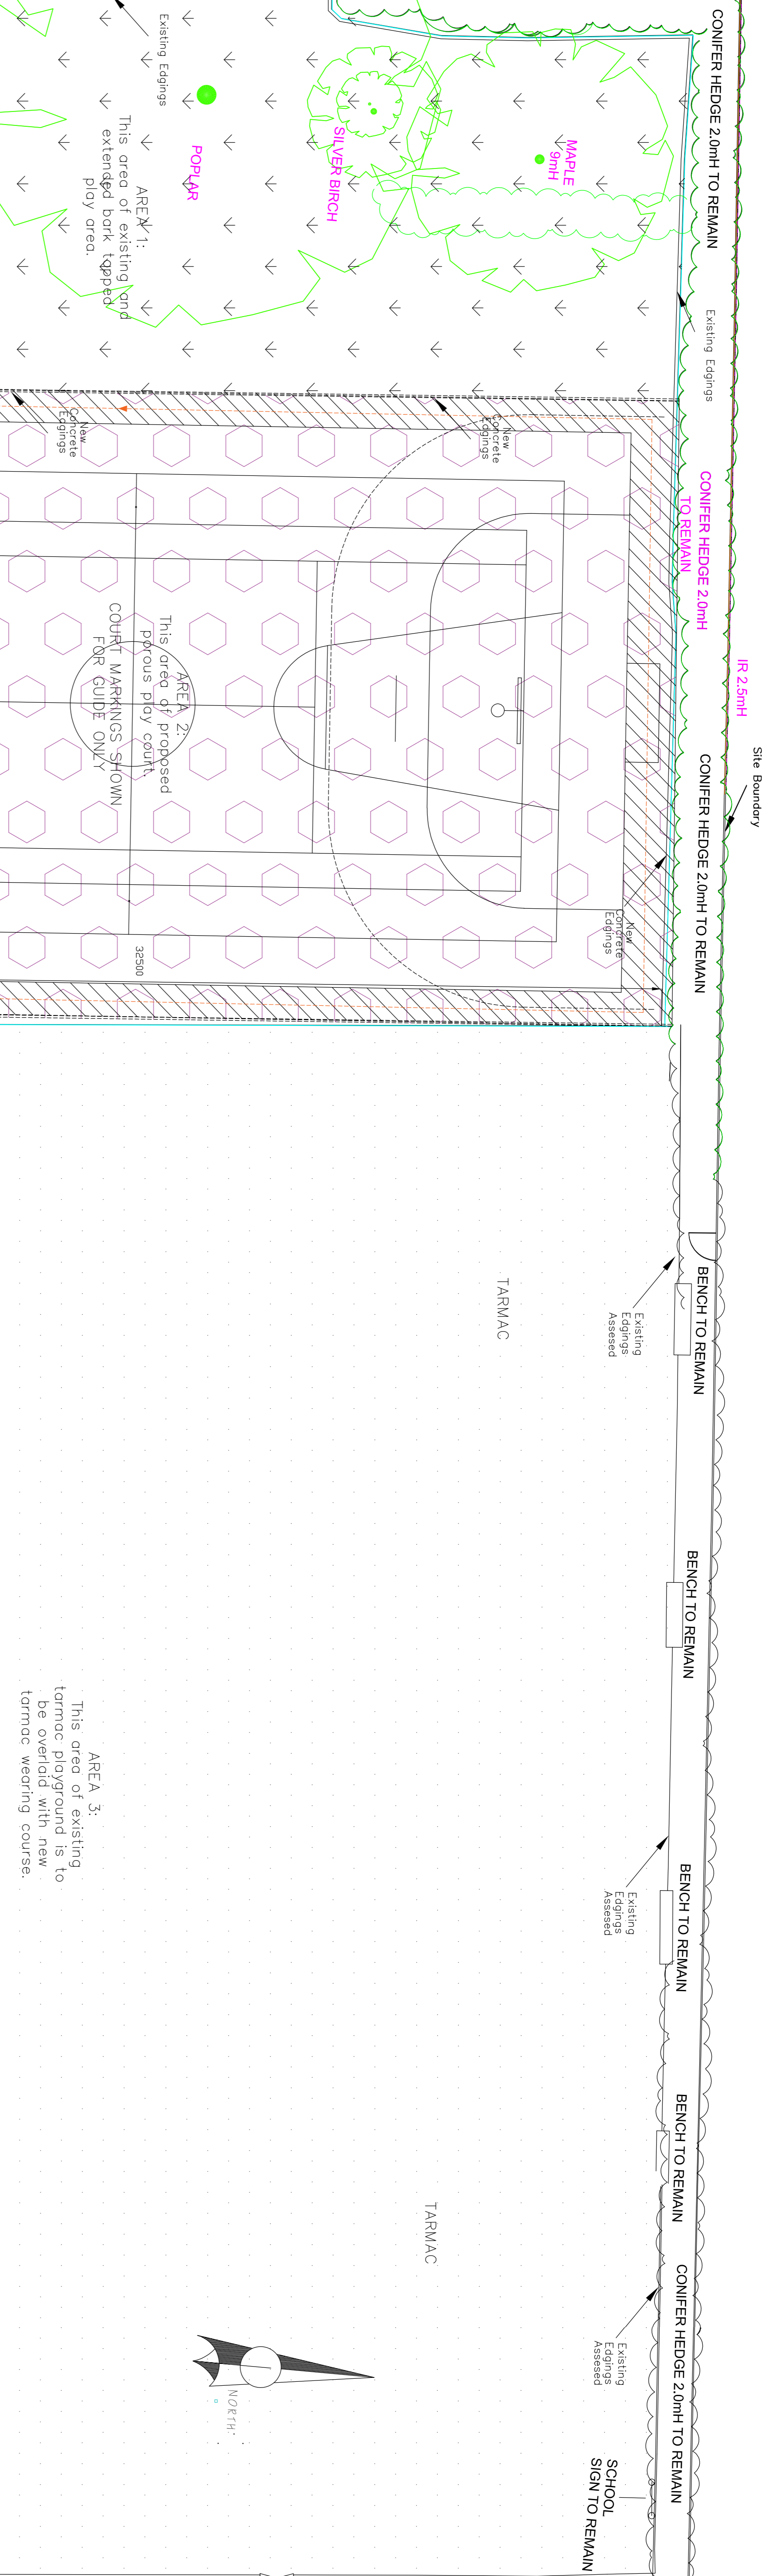 CONIFER HEDGE 2.0mH TO REMAIN
Existing Edgings
POPLAR
SILVER BIRCH
MAPLE
9mH
AREA 1:
This area of existing and
extended bark topped
play area.
Existing Edgings
New
Concrete
Edgings
New
Concrete
Edgings
CONIFER HEDGE 2.0mH
TO REMAIN
IR 2.5mH
Site Boundary
CONIFER HEDGE 2.0mH TO REMAIN
AREA 2:
This area of proposed
porous play court.
COURT MARKINGS SHOWN
FOR GUIDE ONLY
New
Concrete
Edgings
32500
BENCH TO REMAIN
Existing
Edgings
Assesed
TARMAC
BENCH TO REMAIN
AREA 3:
This area of existing
tarmac playground is to
be overlaid with new
tarmac wearing course.
BENCH TO REMAIN
Existing
Edgings
Assesed
BENCH TO REMAIN
TARMAC
CONIFER HEDGE 2.0mH TO REMAIN
Existing
Edgings
Assesed
NORTH
SCHOOL
SIGN TO REMAIN